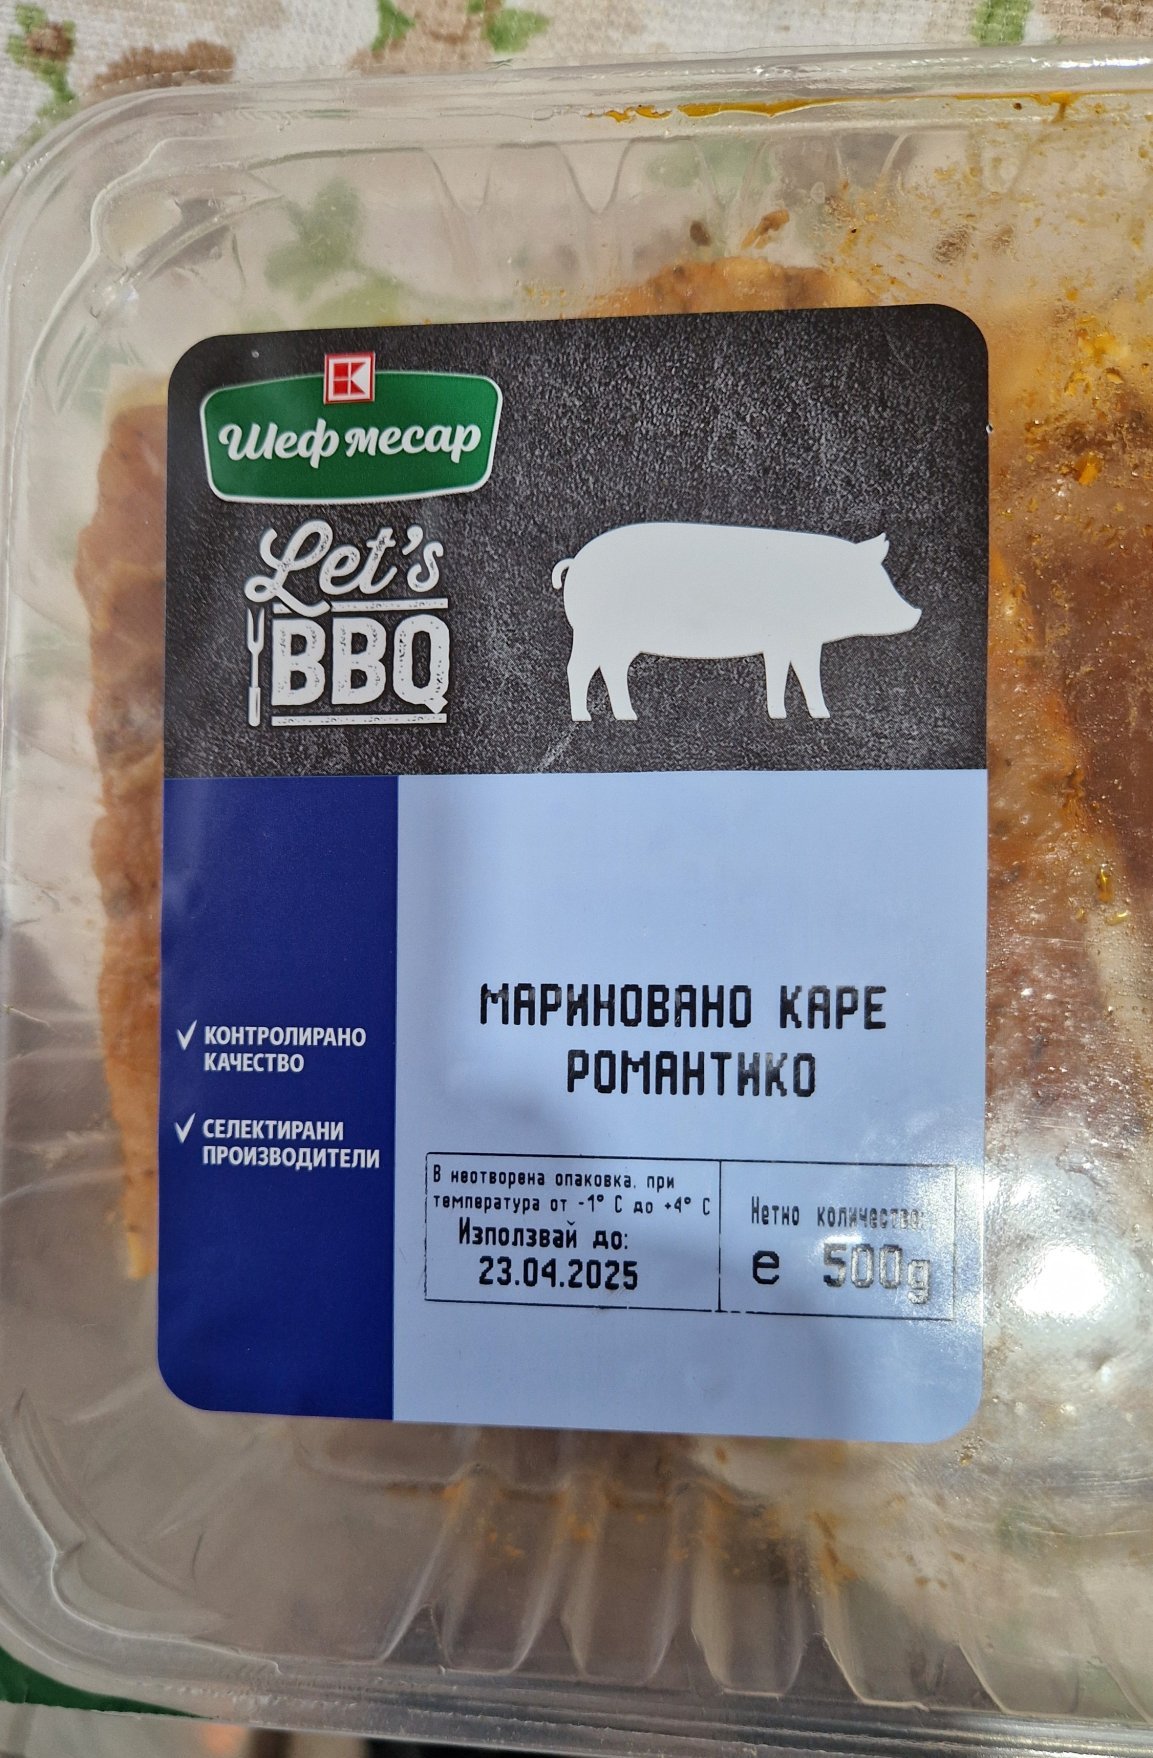 K
Шеф месар
Let's
BBQ
МАРИНОВАНО КАРЕ
РОМАНТИКО
✓ КОНТРОЛИРАНО
КАЧЕСТВО
✓ СЕЛЕКТИРАНИ
ПРОИЗВОДИТЕЛИ
В неотворена опаковка, при
температура от -1° С до +4° С
Използвай до:
23.04.2025
Нетно количество:
e 500g